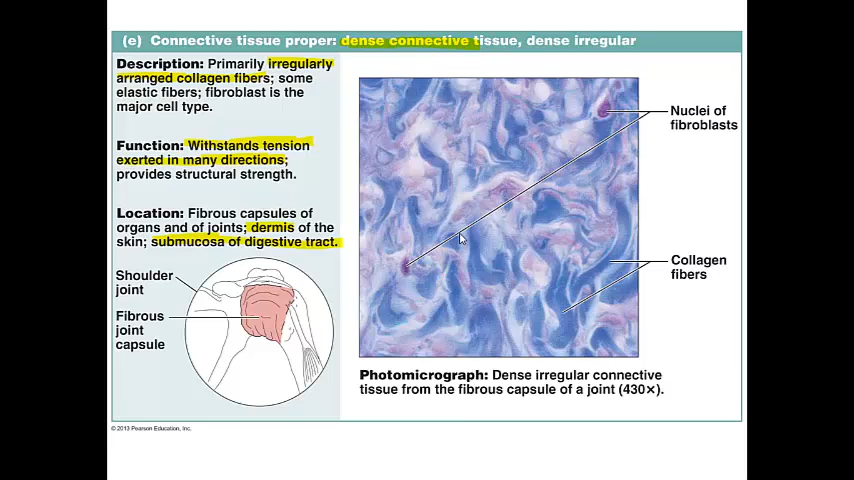 (e) Connective tissue proper: dense connective tissue, dense irregular
Description: Primarily irregularly
arranged collagen fibers; some
elastic fibers; fibroblast is the
major cell type.
Function: Withstands tension
exerted in many directions;
provides structural strength.
Location: Fibrous capsules of
organs and of joints; dermis of the
skin; submucosa of digestive tract.
Shoulder
joint
Fibrous
joint
capsule
Nuclei of
fibroblasts
Collagen
fibers
Photomicrograph: Dense irregular connective
tissue from the fibrous capsule of a joint (430×).
© 2013 Pearson Education, Inc.